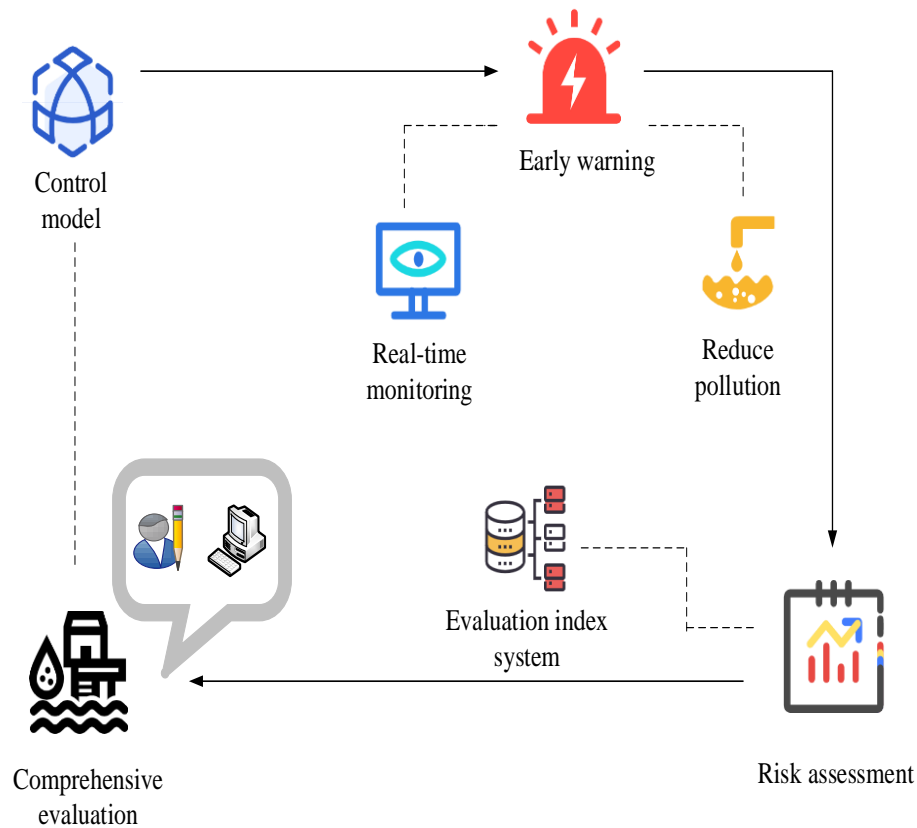 Early warning
Control
model
Real-time
monitoring
Reduce
pollution
Evaluation index
system
Risk assessment
Comprehensive
evaluation